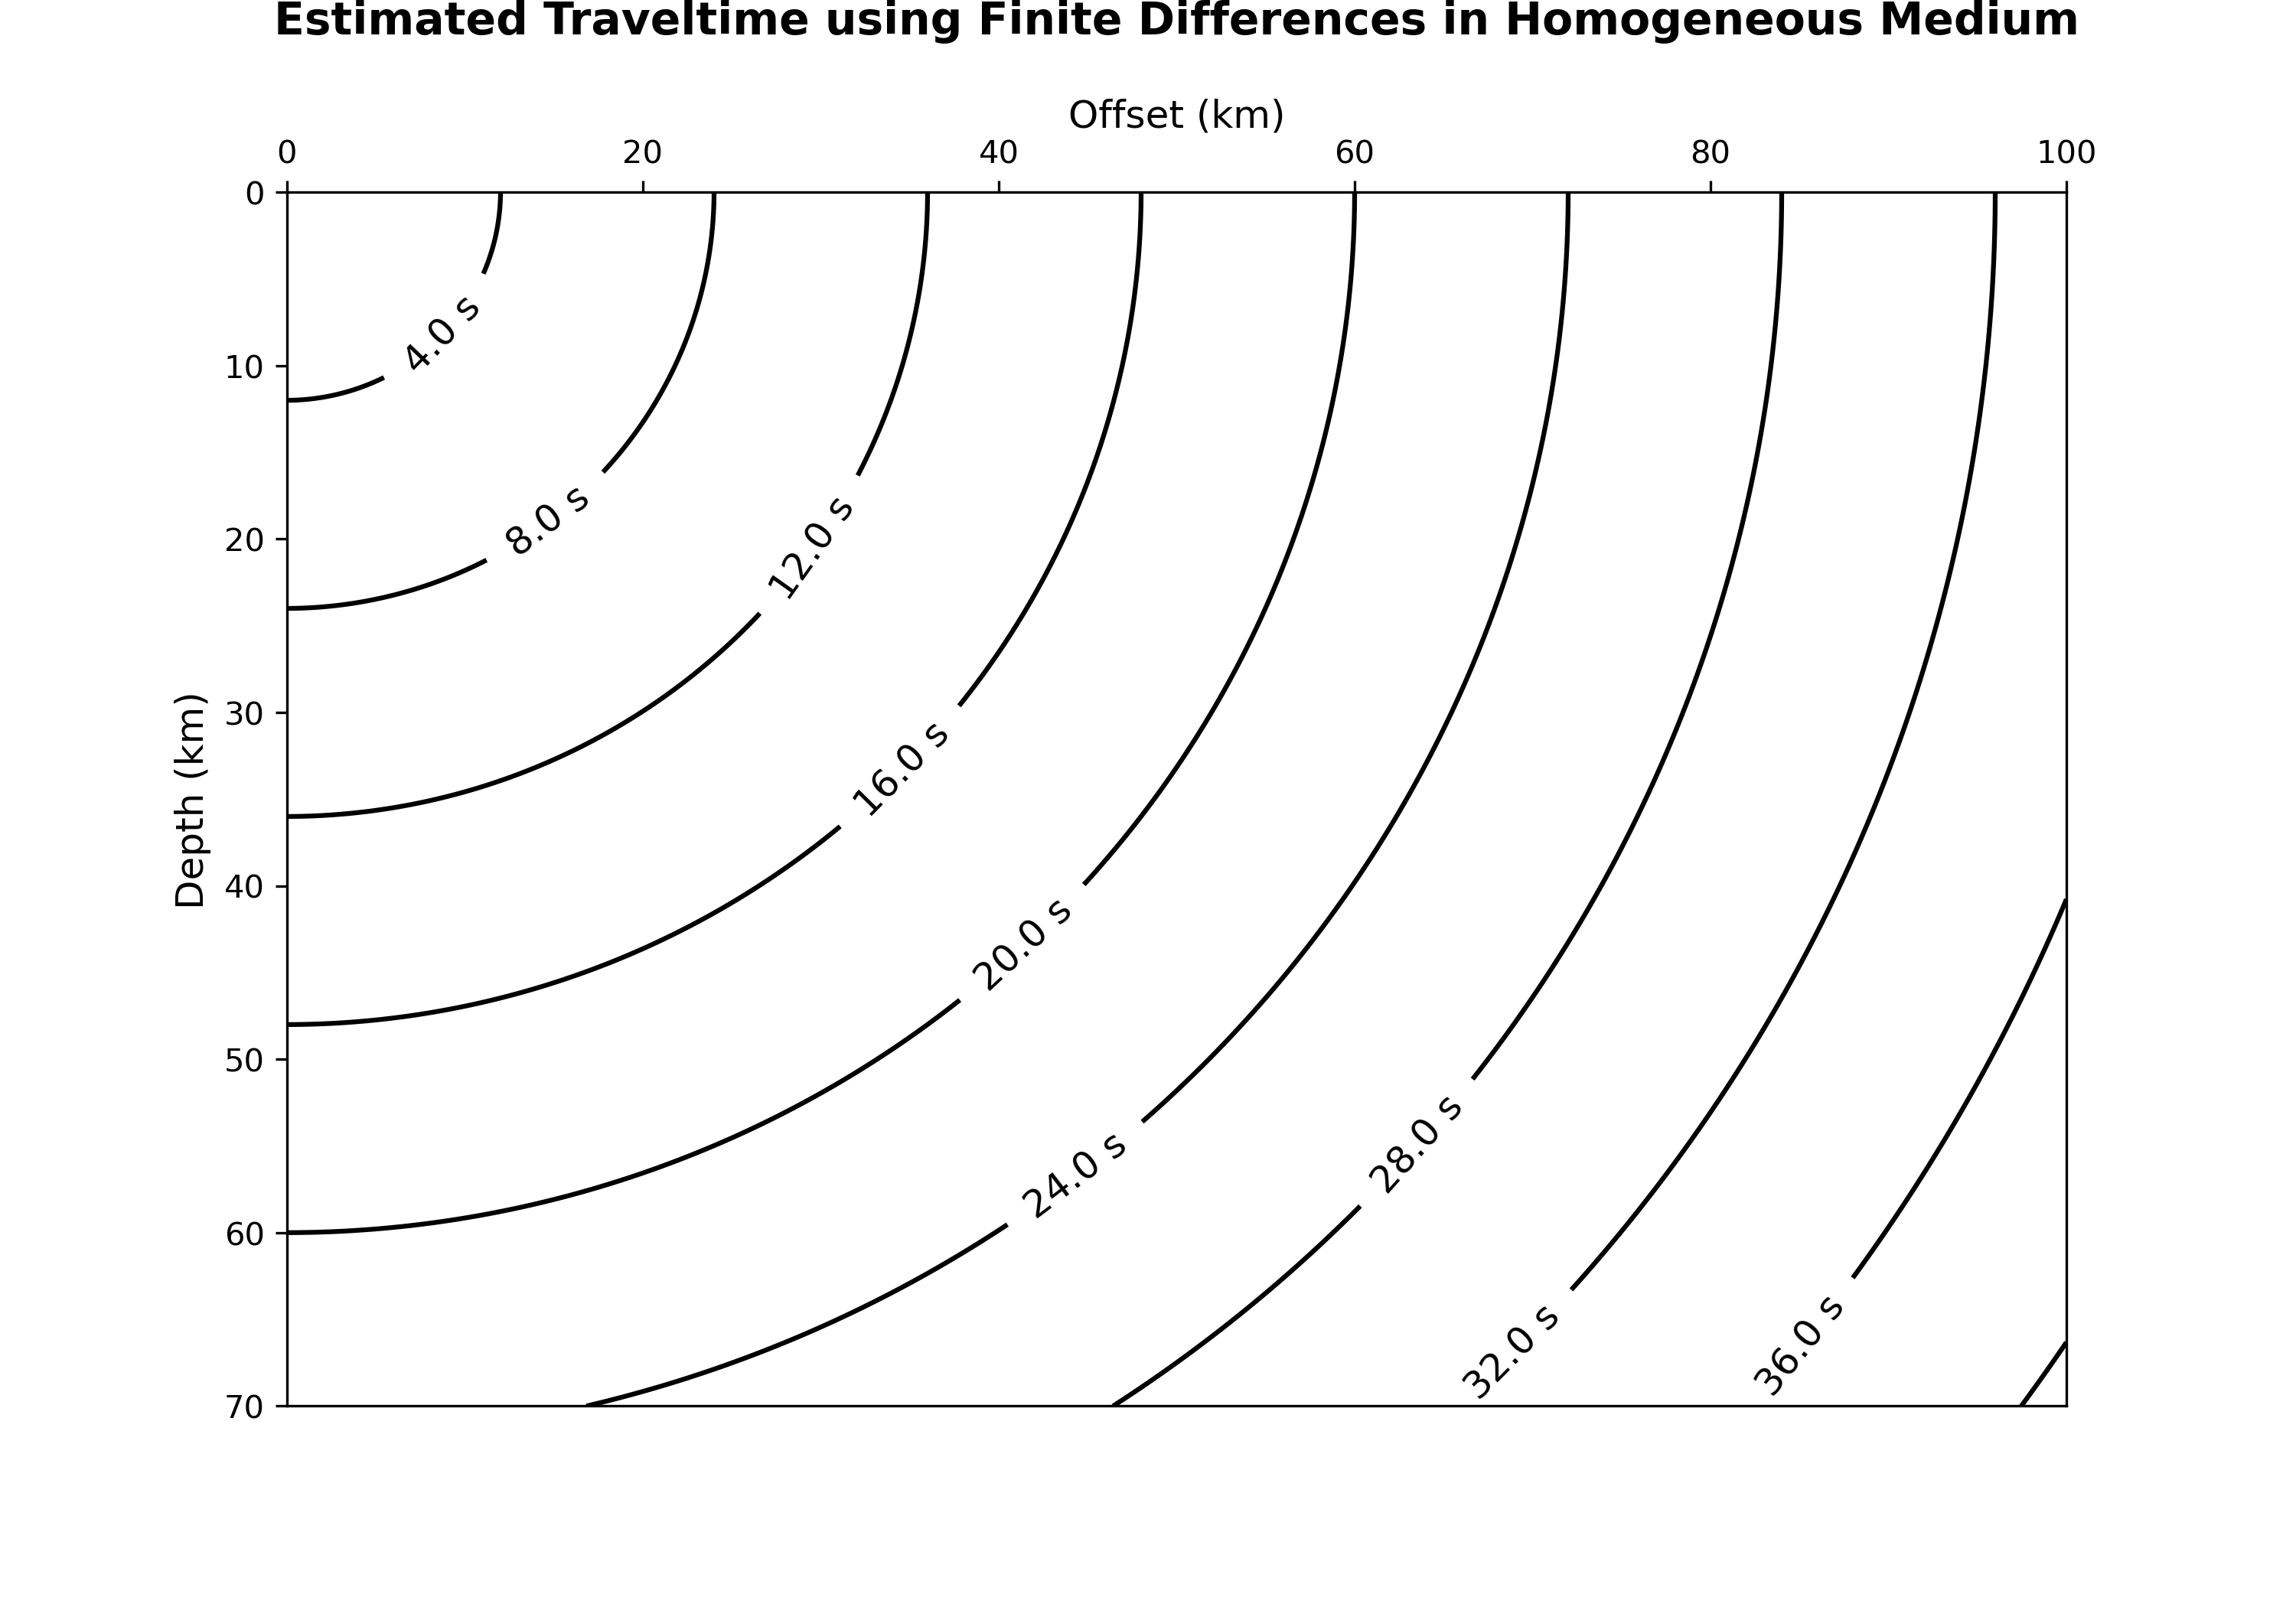 Estimated Traveltime using Finite Differences in Homogeneous Medium
Offset (km)
0 20 40 60 80 100
0
10
20
30
40
50
60
70
Depth (km)
4.0 s
8.0 s
12.0 s
16.0 s
20.0 s
24.0 s
28.0 s
32.0 s
36.0 s